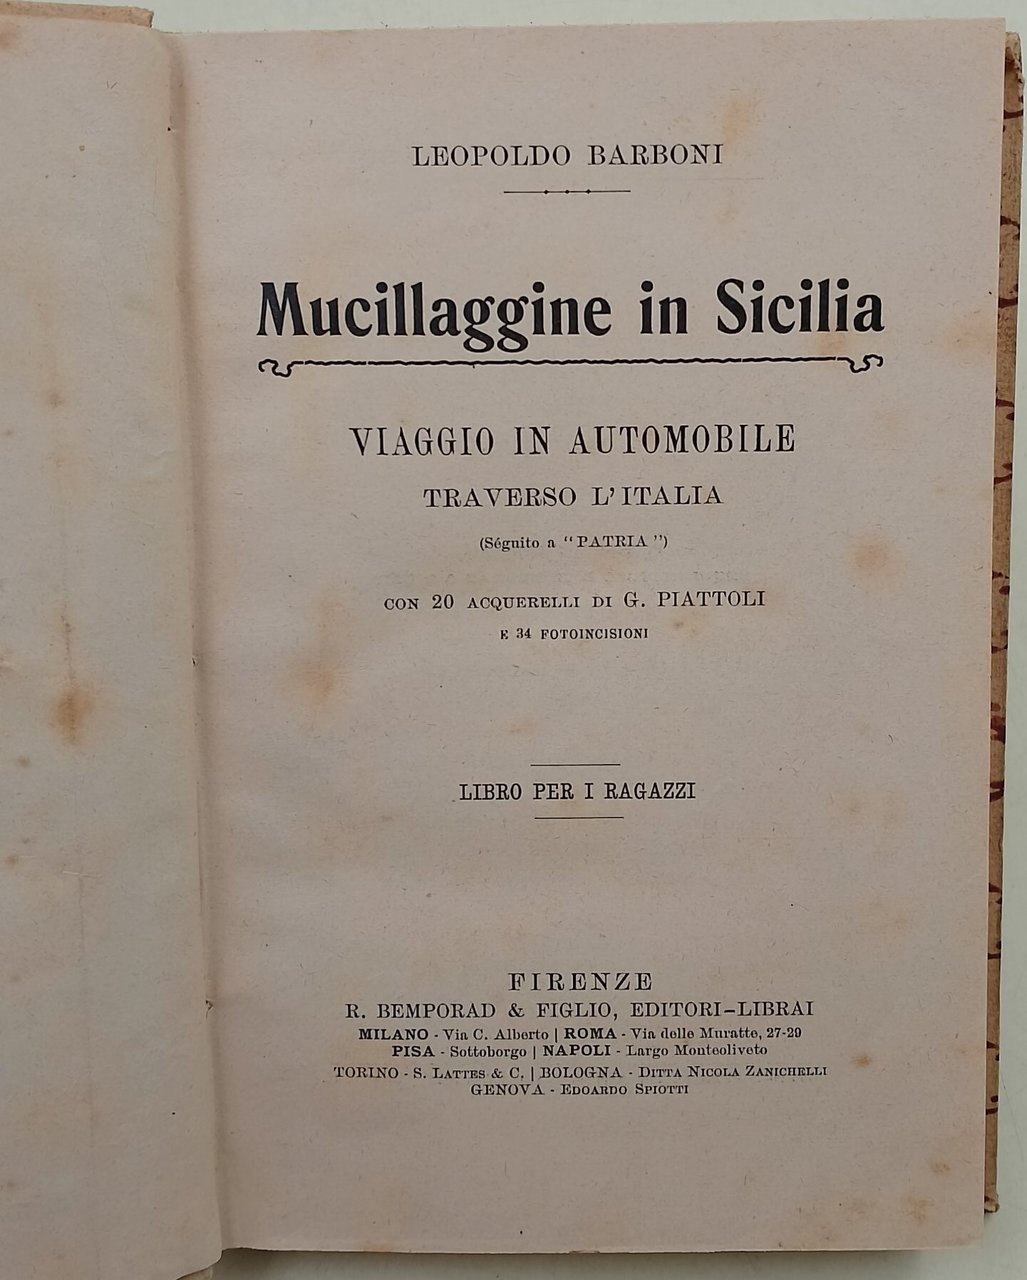 LEOPOLDO BARBONI
Mucillaggine in Sicilia
VIAGGIO IN AUTOMOBILE
TRAVERSO L'ITALIA
(Séguito a "PATRIA")
CON 20 ACQUERELLI DI G. PIATTOLI
E 34 FOTOINCISIONI
LIBRO PER I RAGAZZI
FIRENZE
R. BEMPORAD & FIGLIO, EDITORI-LIBRAI
MILANO - Via C. Alberto | ROMA - Via delle Muratte, 27-29
PISA - Sottoborgo | NAPOLI - Largo Monteoliveto
TORINO - S. LATTES & C. | BOLOGNA - DITTA NICOLA ZANICHELLI
GENOVA - EDOARDO SPIOTTI